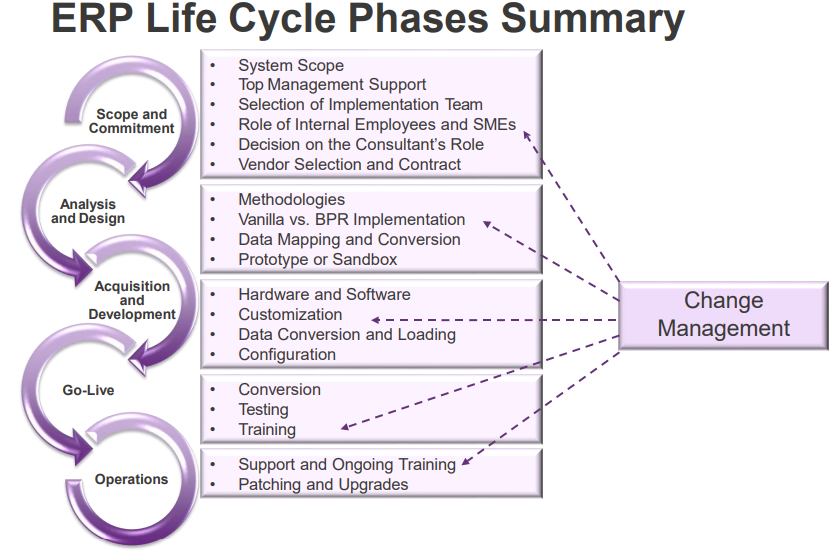 ERP Life Cycle Phases Summary
Scope and
Commitment
• System Scope
• Top Management Support
• Selection of Implementation Team
• Role of Internal Employees and SMEs
• Decision on the Consultant's Role
• Vendor Selection and Contract
Analysis
and Design
• Methodologies
• Vanilla vs. BPR Implementation
• Data Mapping and Conversion
• Prototype or Sandbox
Acquisition
and
Development
• Hardware and Software
• Customization
• Data Conversion and Loading
• Configuration
Go-Live
• Conversion
• Testing
• Training
Operations
• Support and Ongoing Training
• Patching and Upgrades
Change
Management